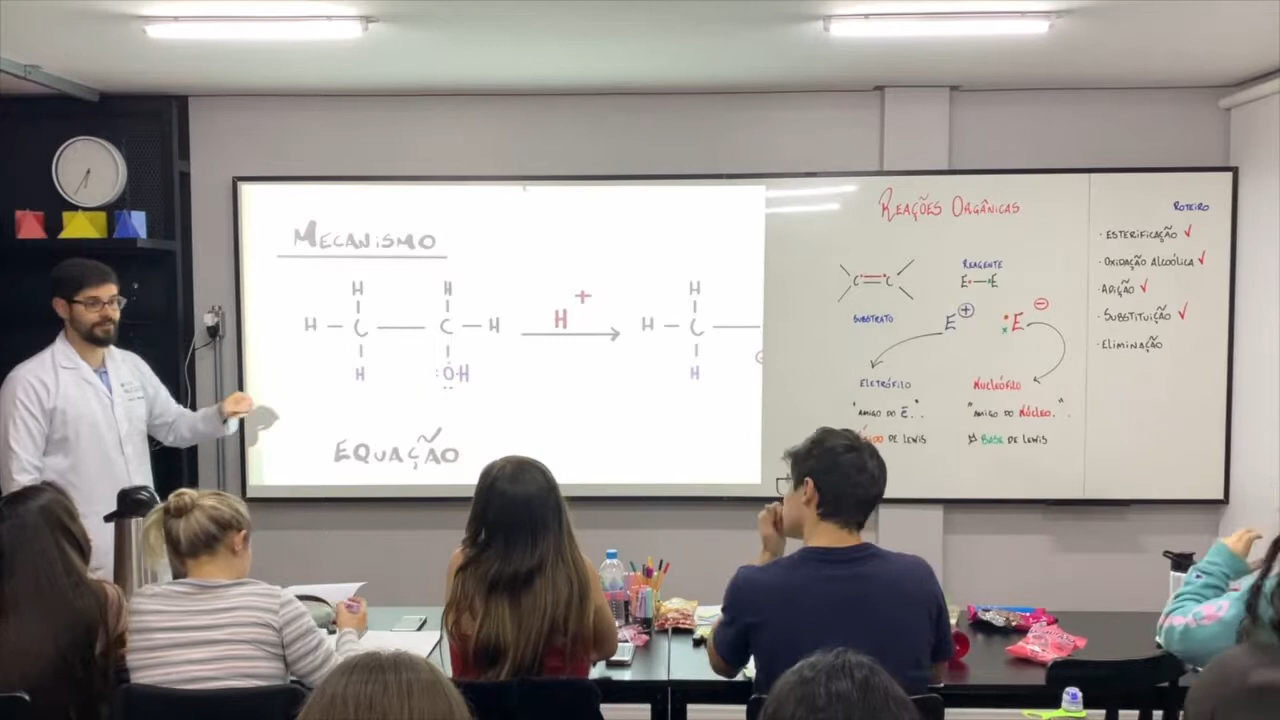 MECANISMO
H H H
H — C — C — H H + H — C —
H :Ö-H H
EQUAÇÃO
REAÇÕES ORGÂNICAS
C = C
SUBSTRATO
REAGENTE
E • — • E
E +
E −
ELETRÓFILO
"AMIGO DO E".
DE LEWIS
NUCLEÓFILO
"AMIGO DO NÚCLEO."
BASE DE LEWIS
ROTEIRO
· ESTERIFICAÇÃO ✓
· OXIDAÇÃO ALCOÓLICA ✓
· ADIÇÃO ✓
· SUBSTITUIÇÃO ✓
· ELIMINAÇÃO